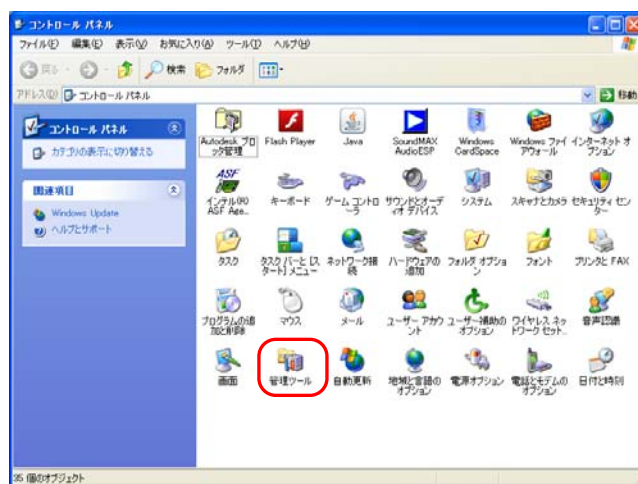 コントロール パネル
ファイル(F) 編集(E) 表示(V) お気に入り(A) ツール(T) ヘルプ(H)
戻る 検索 フォルダ
アドレス(D) コントロール パネル 移動
コントロール パネル
カテゴリの表示に切り替える
関連項目
Windows Update
ヘルプとサポート
Autodesk プロ
ック管理
Flash Player
Java
SoundMAX
AudioESP
Windows
CardSpace
Windows ファイ
アウォール
インターネット オ
プション
インテル(R)
ASF Age..
キーボード
ゲーム コントロ
ーラ
サウンドとオーデ
ィオ デバイス
システム
スキャナとカメラ
セキュリティ セン
ター
タスク
タスク バーと [ス
タート] メニュー
ネットワーク接
続
ハードウェアの
追加
フォルダ オプショ
ン
フォント
プリンタと FAX
プログラムの追
加と削除
マウス
メール
ユーザー アカウ
ント
ユーザー補助の
オプション
ワイヤレス ネッ
トワーク セット..
音声認識
画面
管理ツール
自動更新
地域と言語の
オプション
電源オプション
電話とモデムの
オプション
日付と時刻
35 個のオブジェクト